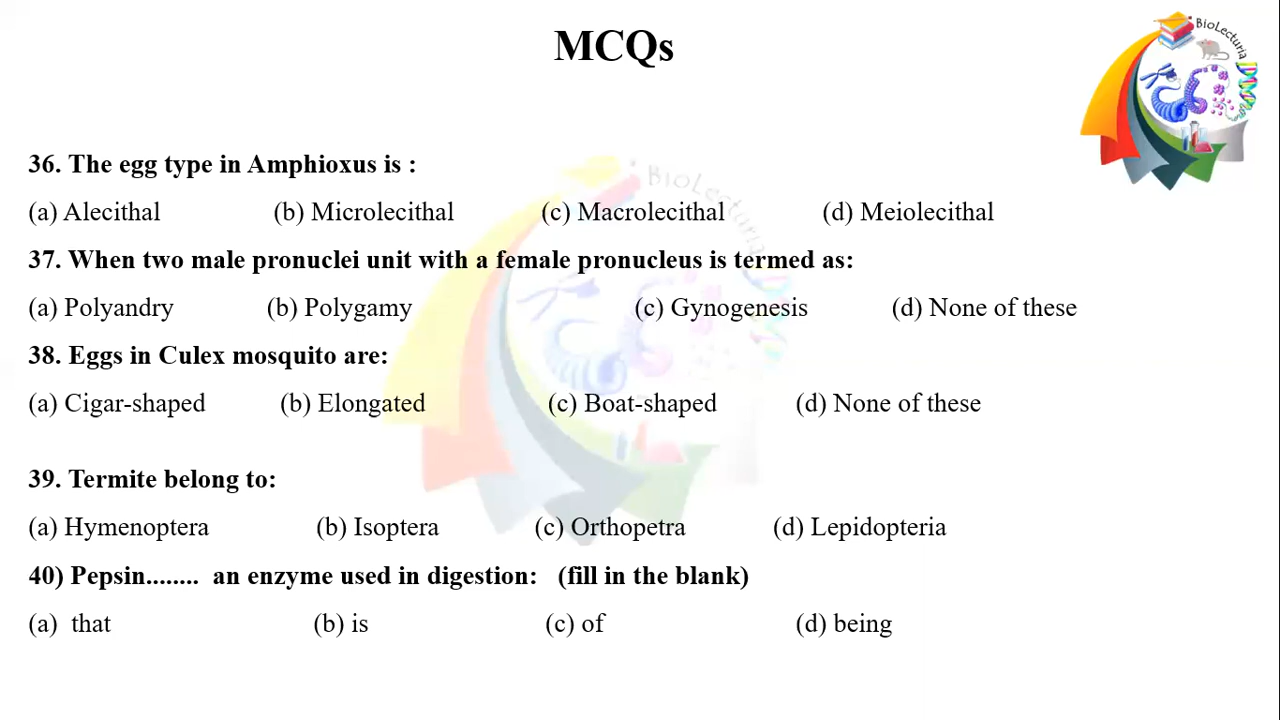 MCQs
BioLecturia
36. The egg type in Amphioxus is :
(a) Alecithal (b) Microlecithal (c) Macrolecithal (d) Meiolecithal
37. When two male pronuclei unit with a female pronucleus is termed as:
(a) Polyandry (b) Polygamy (c) Gynogenesis (d) None of these
38. Eggs in Culex mosquito are:
(a) Cigar-shaped (b) Elongated (c) Boat-shaped (d) None of these
39. Termite belong to:
(a) Hymenoptera (b) Isoptera (c) Orthopetra (d) Lepidopteria
40) Pepsin........ an enzyme used in digestion: (fill in the blank)
(a) that (b) is (c) of (d) being
BioLecturia